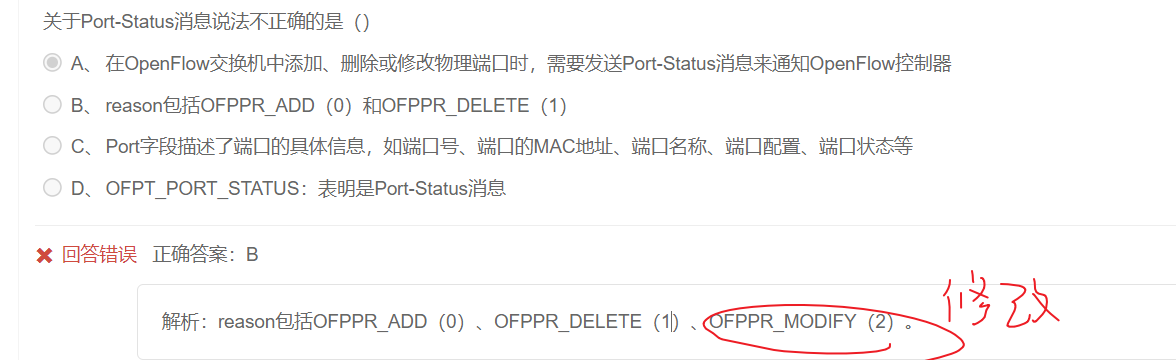 关于Port-Status消息说法不正确的是（）
A、 在OpenFlow交换机中添加、删除或修改物理端口时，需要发送Port-Status消息来通知OpenFlow控制器
B、 reason包括OFPPR_ADD（0）和OFPPR_DELETE（1）
C、 Port字段描述了端口的具体信息，如端口号、端口的MAC地址、端口名称、端口配置、端口状态等
D、 OFPT_PORT_STATUS：表明是Port-Status消息
回答错误 正确答案：B
修改
解析：reason包括OFPPR_ADD（0）、OFPPR_DELETE（1）、OFPPR_MODIFY（2）。